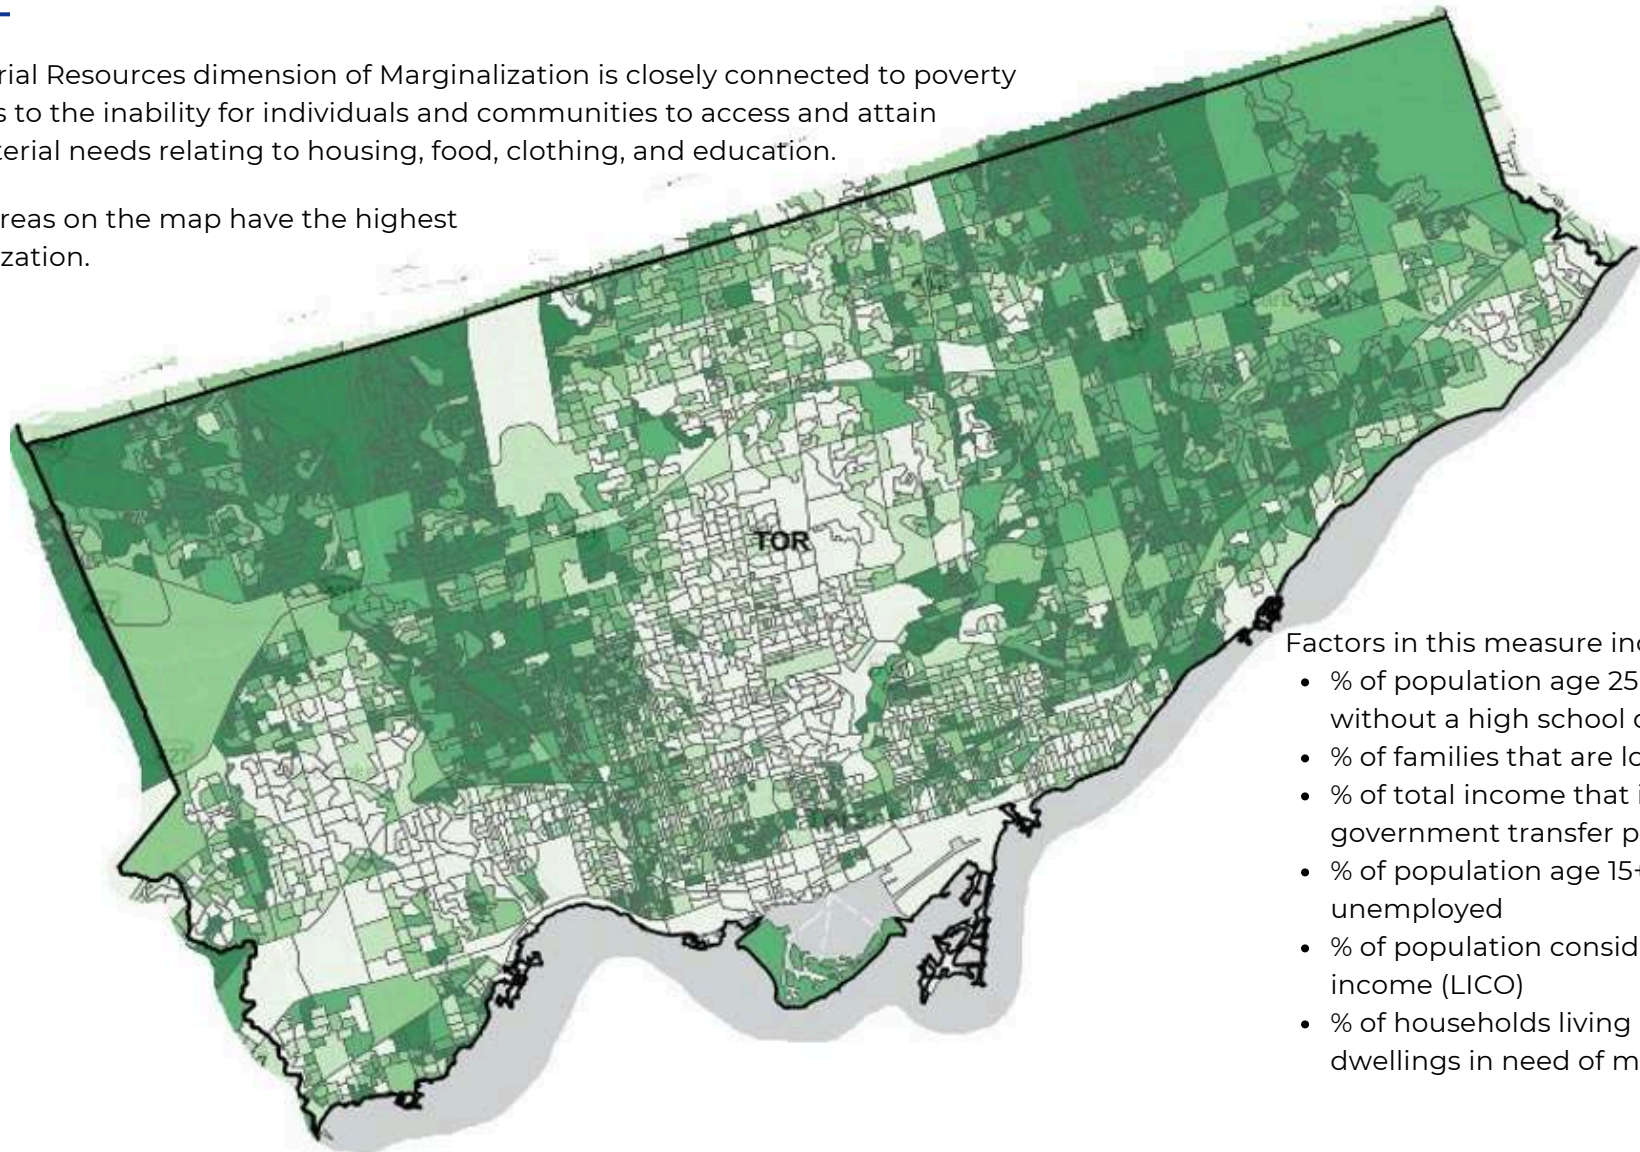 rial Resources dimension of Marginalization is closely connected to poverty
s to the inability for individuals and communities to access and attain
terial needs relating to housing, food, clothing, and education.
reas on the map have the highest
zation.
TOR
Factors in this measure inc
• % of population age 25
without a high school
• % of families that are lo
• % of total income that i
government transfer p
• % of population age 15+
unemployed
• % of population consid
income (LICO)
• % of households living
dwellings in need of m